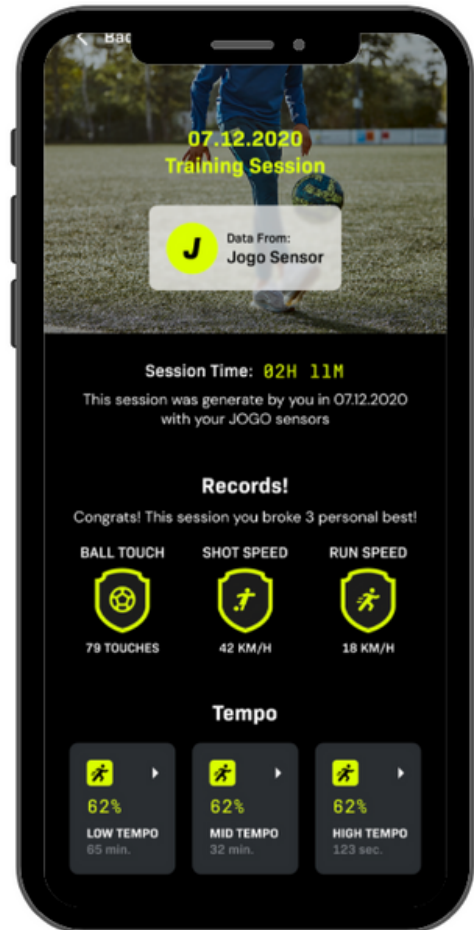 Bac
07.12.2020
Training Session
J
Data From:
Jogo Sensor
Session Time: 02H 11M
This session was generate by you in 07.12.2020
with your JOGO sensors
Records!
Congrats! This session you broke 3 personal best!
BALL TOUCH SHOT SPEED RUN SPEED
79 TOUCHES 42 KM/H 18 KM/H
Tempo
62% 62% 62%
LOW TEMPO MID TEMPO HIGH TEMPO
65 min. 32 min. 123 sec.